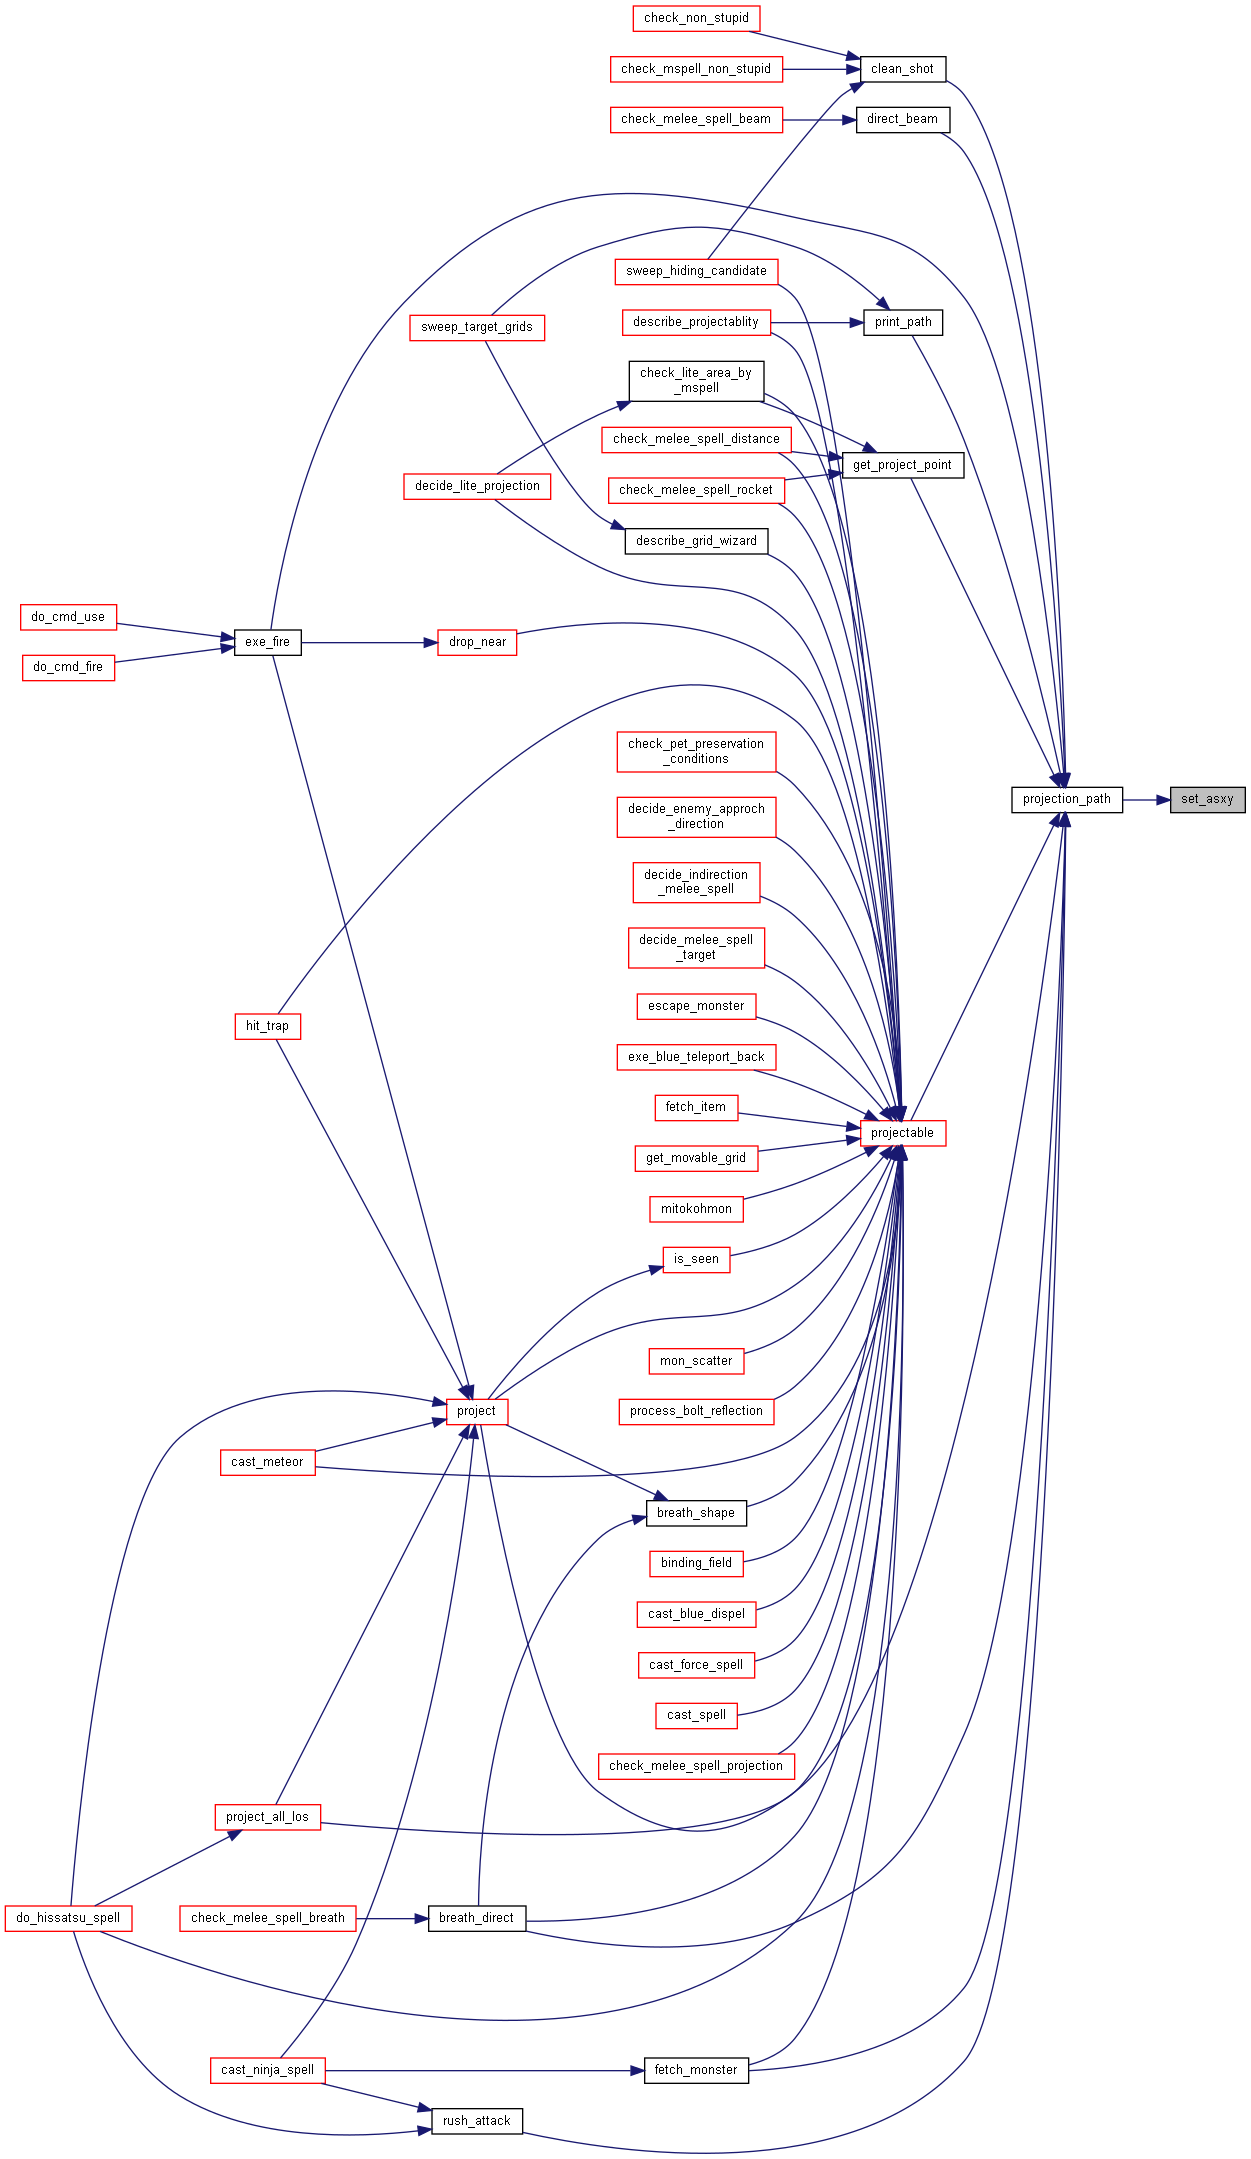 check_non_stupid
check_mspell_non_stupid
clean_shot
check_melee_spell_beam
direct_beam
sweep_hiding_candidate
sweep_target_grids
describe_projectablity
print_path
check_lite_area_by
_mspell
check_melee_spell_distance
get_project_point
decide_lite_projection
check_melee_spell_rocket
describe_grid_wizard
do_cmd_use
exe_fire
drop_near
do_cmd_fire
check_pet_preservation
_conditions
projection_path
set_asxy
decide_enemy_approch
_direction
decide_indirection
_melee_spell
decide_melee_spell
_target
escape_monster
hit_trap
exe_blue_teleport_back
fetch_item
projectable
get_movable_grid
mitokohmon
is_seen
mon_scatter
project
process_bolt_reflection
cast_meteor
breath_shape
binding_field
cast_blue_dispel
cast_force_spell
cast_spell
check_melee_spell_projection
project_all_los
do_hissatsu_spell
check_melee_spell_breath
breath_direct
cast_ninja_spell
fetch_monster
rush_attack